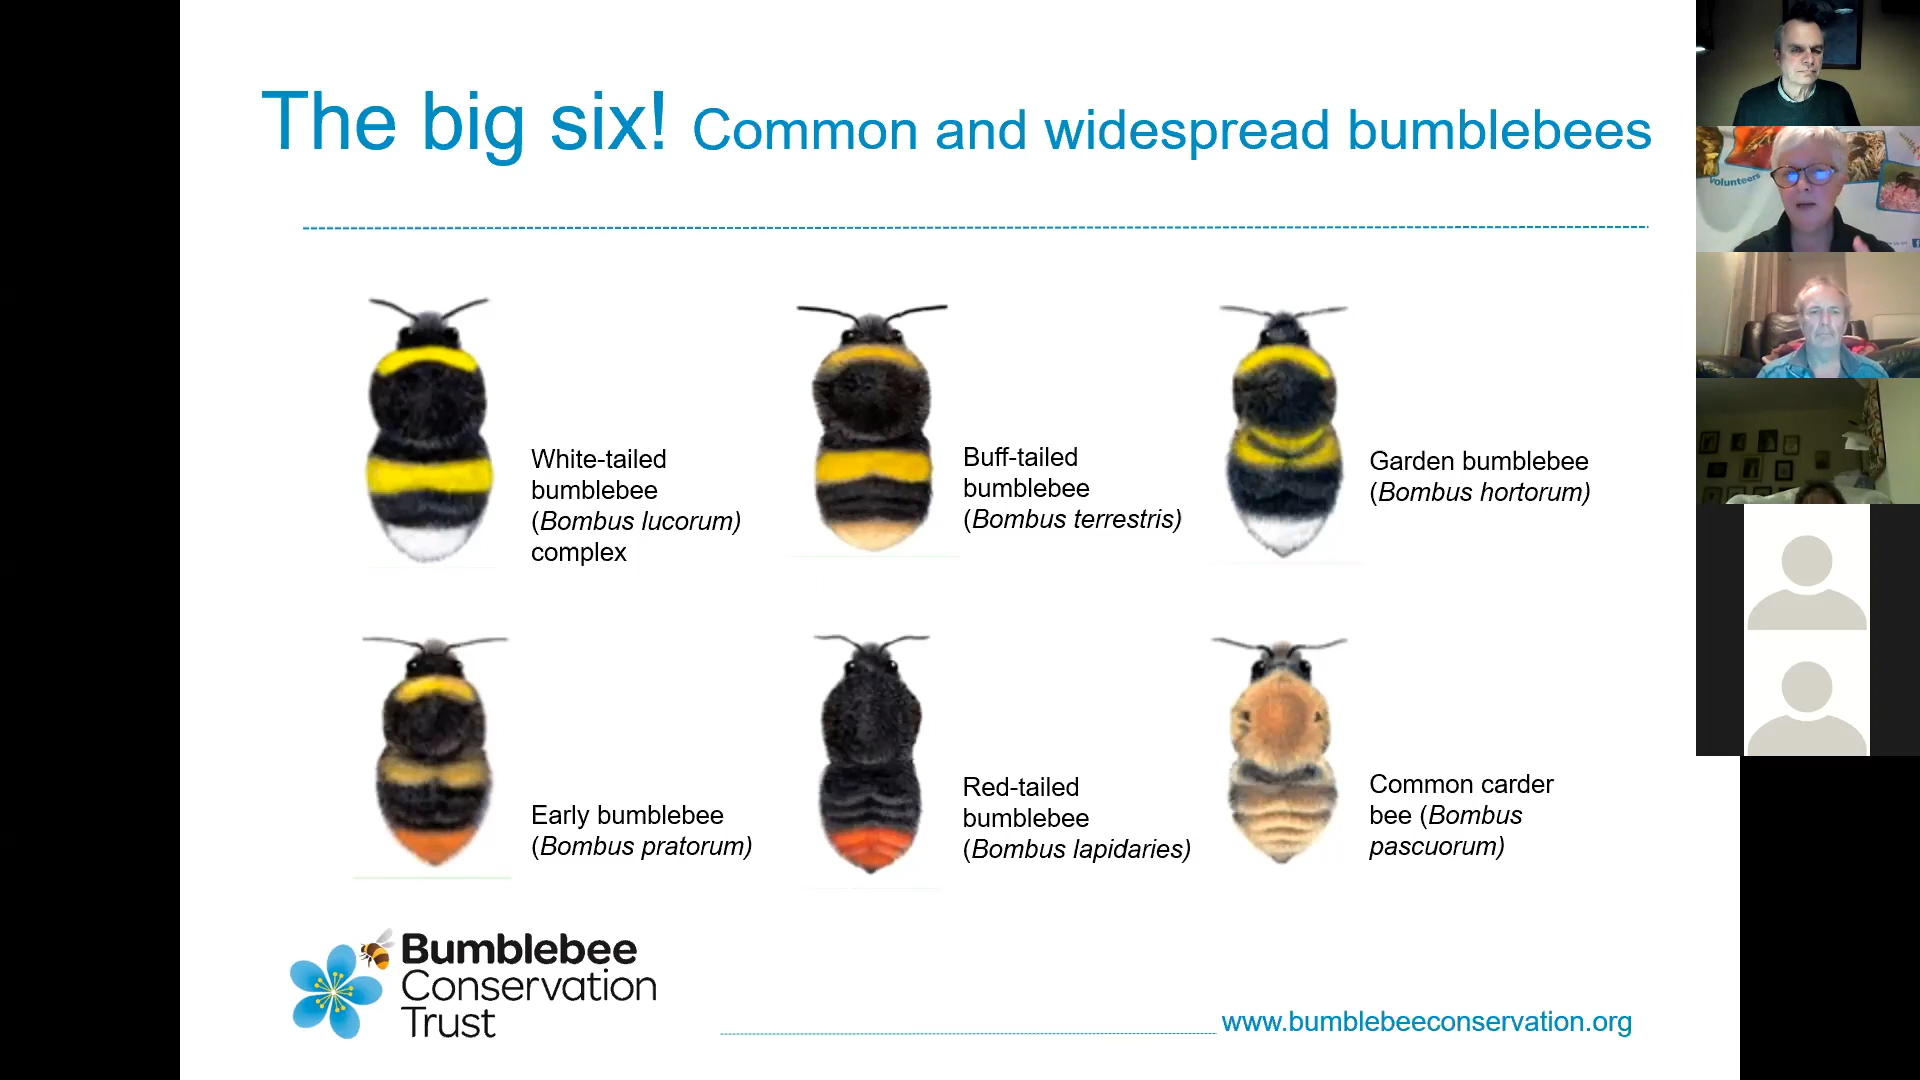 The big six! Common and widespread bumblebees
White-tailed
bumblebee
(Bombus lucorum)
complex
Buff-tailed
bumblebee
(Bombus terrestris)
Garden bumblebee
(Bombus hortorum)
Early bumblebee
(Bombus pratorum)
Red-tailed
bumblebee
(Bombus lapidaries)
Common carder
bee (Bombus
pascuorum)
Bumblebee
Conservation
Trust
www.bumblebeeconservation.org
volunteers